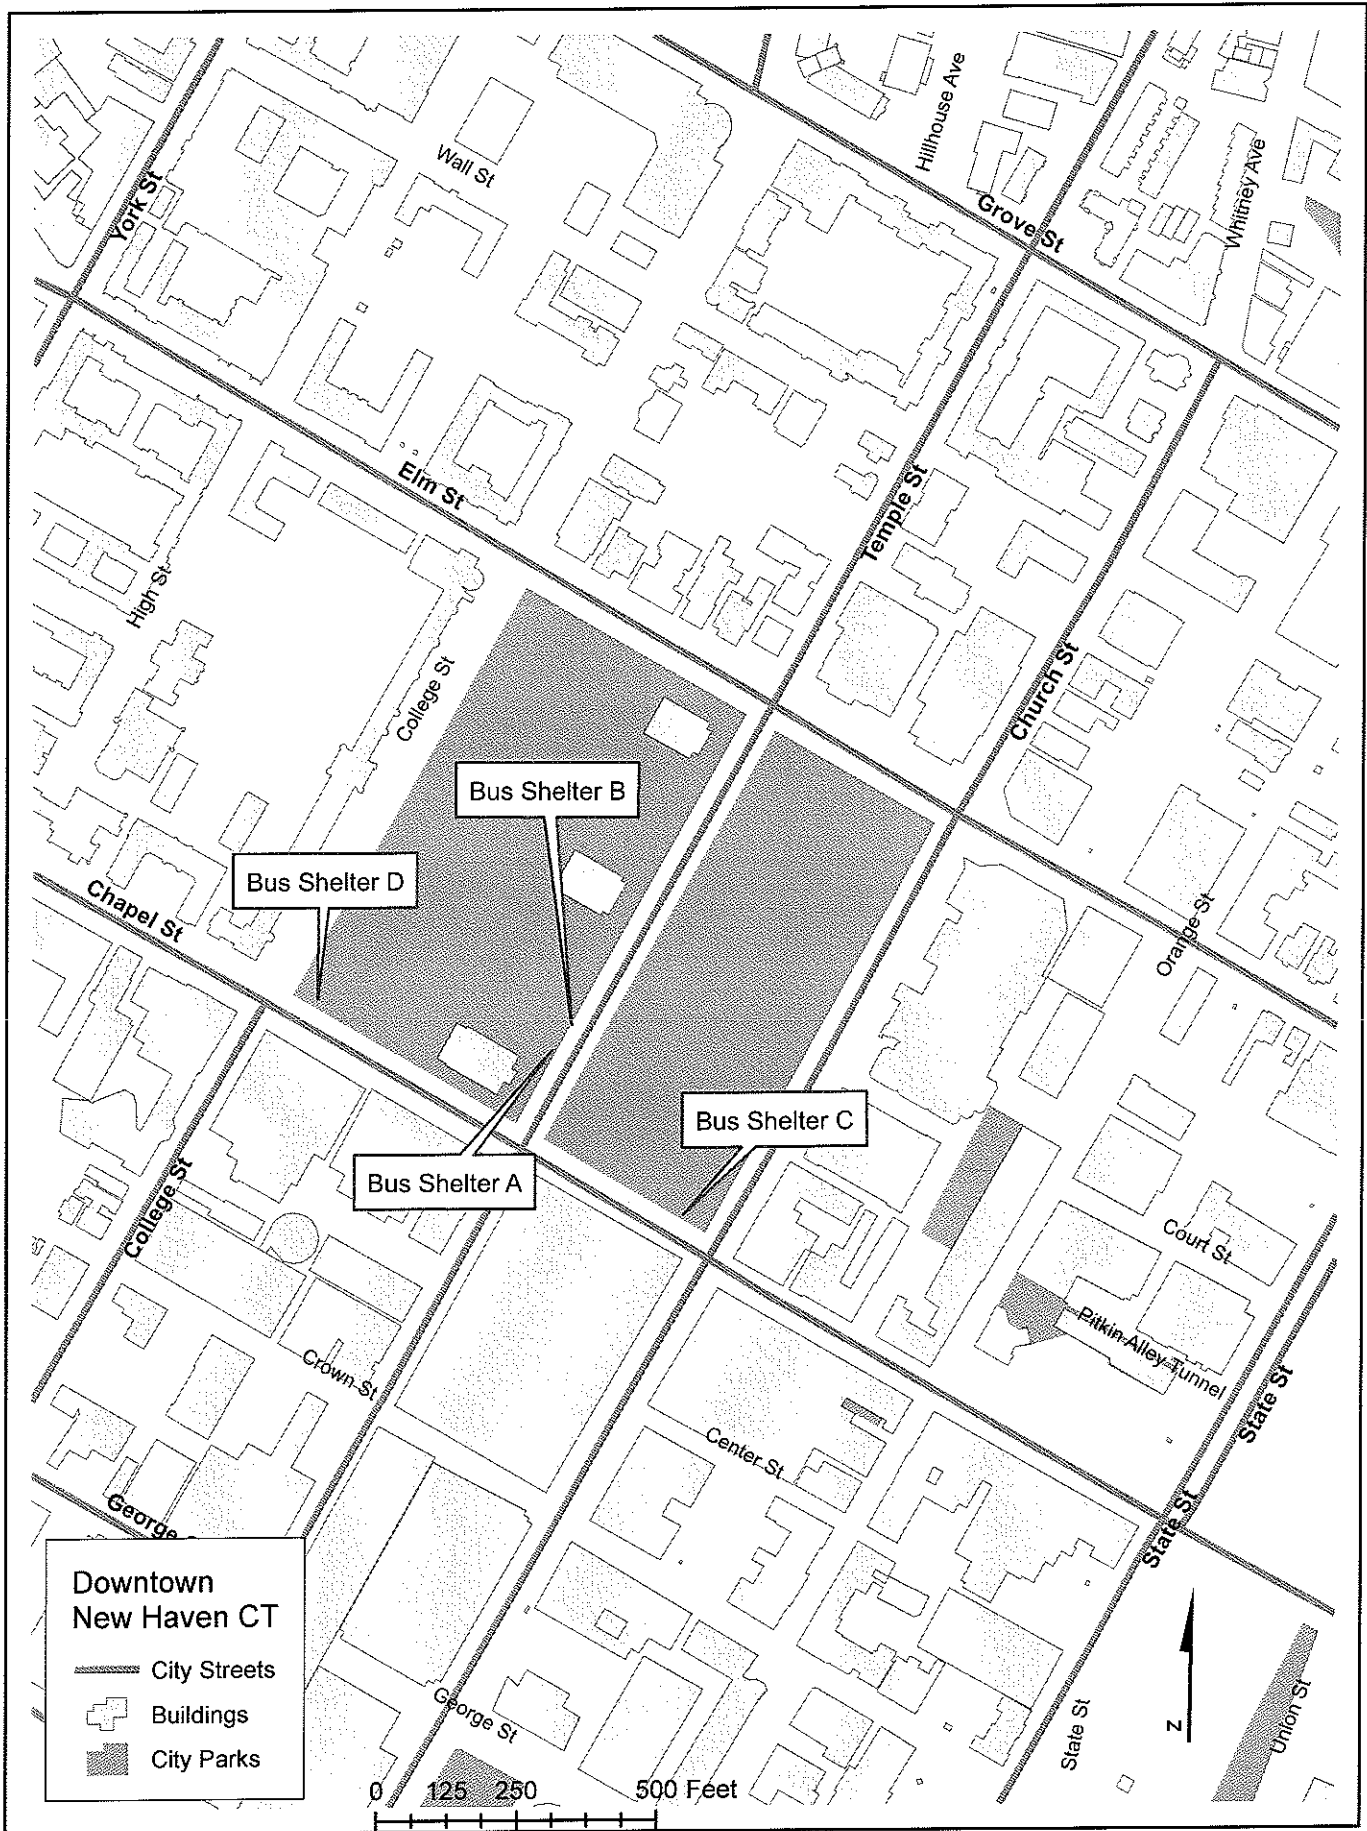 Hillhouse Ave
Wall St
Whitney Ave
York St
Grove St
Elm St
Temple St
High St
College St
Church St
Bus Shelter B
Bus Shelter D
Chapel St
Orange St
Bus Shelter C
Bus Shelter A
College St
Court St
Pitkin Alley Tunnel
Crown St
State St
Center St
George
State St
Downtown
New Haven CT
City Streets
Buildings
City Parks
George St
State St
Union St
N
0 125 250 500 Feet